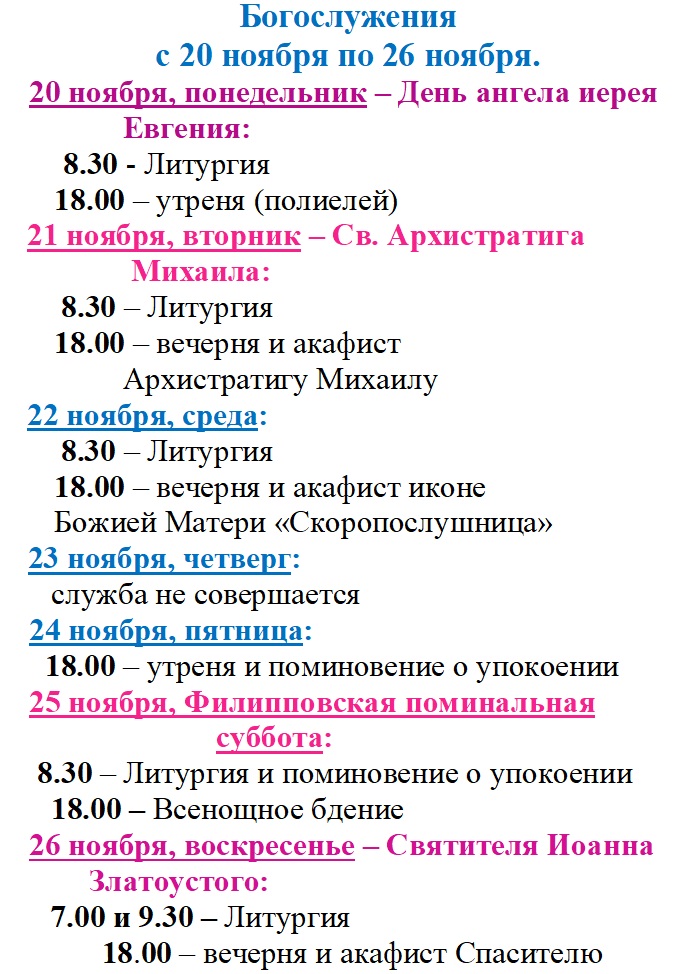 Богослужения
с 20 ноября по 26 ноября.
20 ноября, понедельник – День ангела иерея
Евгения:
8.30 - Литургия
18.00 – утреня (полиелей)
21 ноября, вторник – Св. Архистратига
Михаила:
8.30 – Литургия
18.00 – вечерня и акафист
Архистратигу Михаилу
22 ноября, среда:
8.30 – Литургия
18.00 – вечерня и акафист иконе
Божией Матери «Скоропослушница»
23 ноября, четверг:
служба не совершается
24 ноября, пятница:
18.00 – утреня и поминовение о упокоении
25 ноября, Филипповская поминальная
суббота:
8.30 – Литургия и поминовение о упокоении
18.00 – Всенощное бдение
26 ноября, воскресенье – Святителя Иоанна
Златоустого:
7.00 и 9.30 – Литургия
18.00 – вечерня и акафист Спасителю